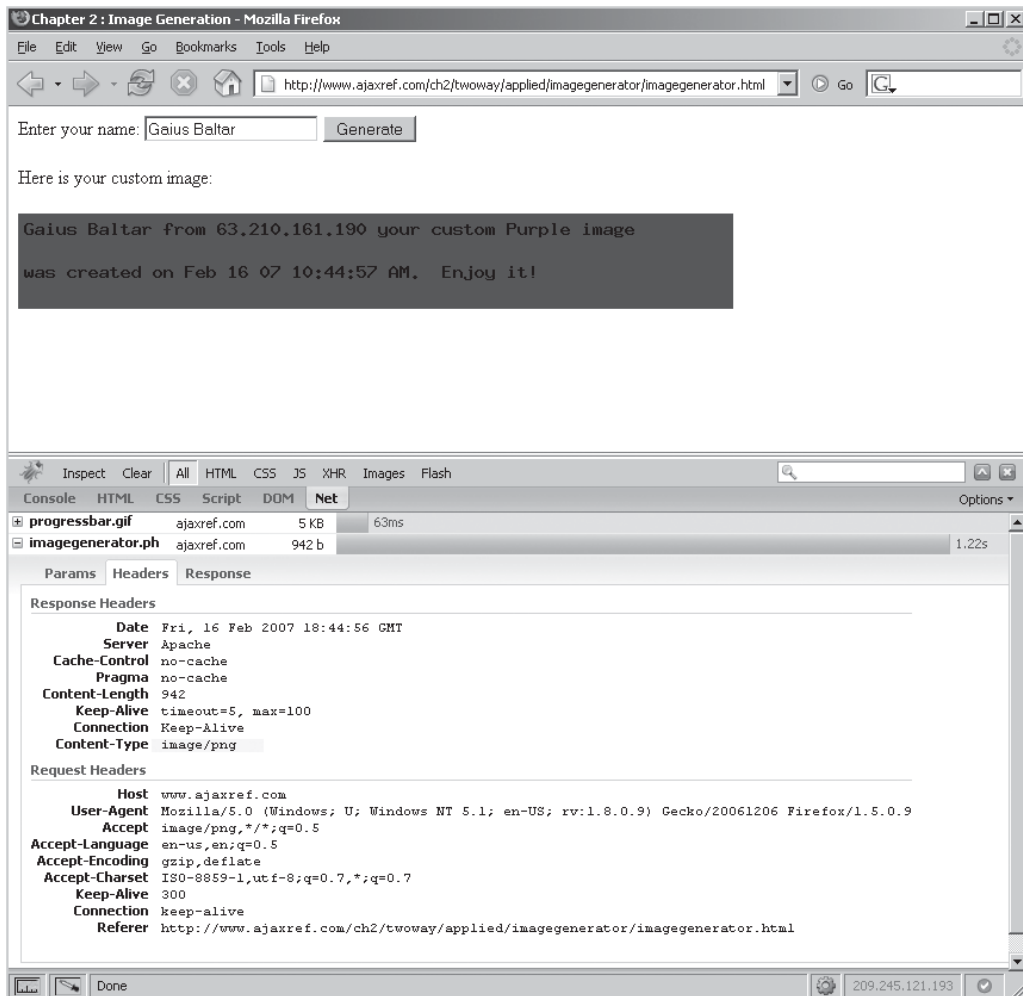 Chapter 2 : Image Generation - Mozilla Firefox
File Edit View Go Bookmarks Tools Help
http://www.ajaxref.com/ch2/twoway/applied/imagegenerator/imagegenerator.html Go G
Enter your name: Gaius Baltar Generate
Here is your custom image:
Gaius Baltar from 63.210.161.190 your custom Purple image
was created on Feb 16 07 10:44:57 AM. Enjoy it!
Inspect Clear All HTML CSS JS XHR Images Flash
Console HTML CSS Script DOM Net Options
progressbar.gif ajaxref.com 5 KB 63ms
imagegenerator.ph ajaxref.com 942 b 1.22s
Params Headers Response
Response Headers
Date Fri, 16 Feb 2007 18:44:56 GMT
Server Apache
Cache-Control no-cache
Pragma no-cache
Content-Length 942
Keep-Alive timeout=5, max=100
Connection Keep-Alive
Content-Type image/png
Request Headers
Host www.ajaxref.com
User-Agent Mozilla/5.0 (Windows; U; Windows NT 5.1; en-US; rv:1.8.0.9) Gecko/20061206 Firefox/1.5.0.9
Accept image/png,*/*;q=0.5
Accept-Language en-us,en;q=0.5
Accept-Encoding gzip,deflate
Accept-Charset ISO-8859-1,utf-8;q=0.7,*;q=0.7
Keep-Alive 300
Connection keep-alive
Referer http://www.ajaxref.com/ch2/twoway/applied/imagegenerator/imagegenerator.html
Done 209.245.121.193